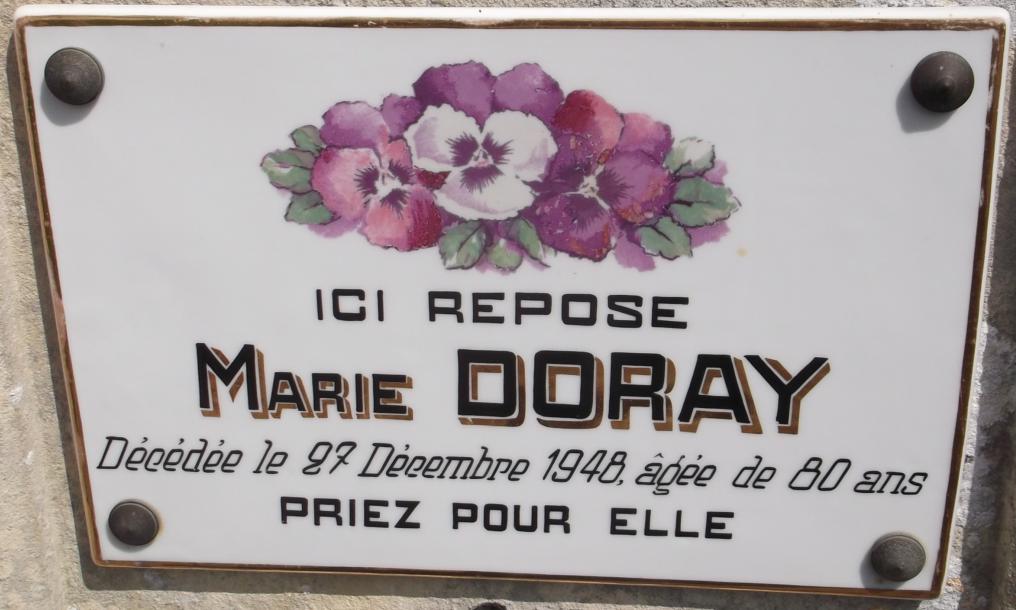 ICI REPOSE
MARIE DORAY
Décédée le 27 Décembre 1948, âgée de 80 ans
PRIEZ POUR ELLE